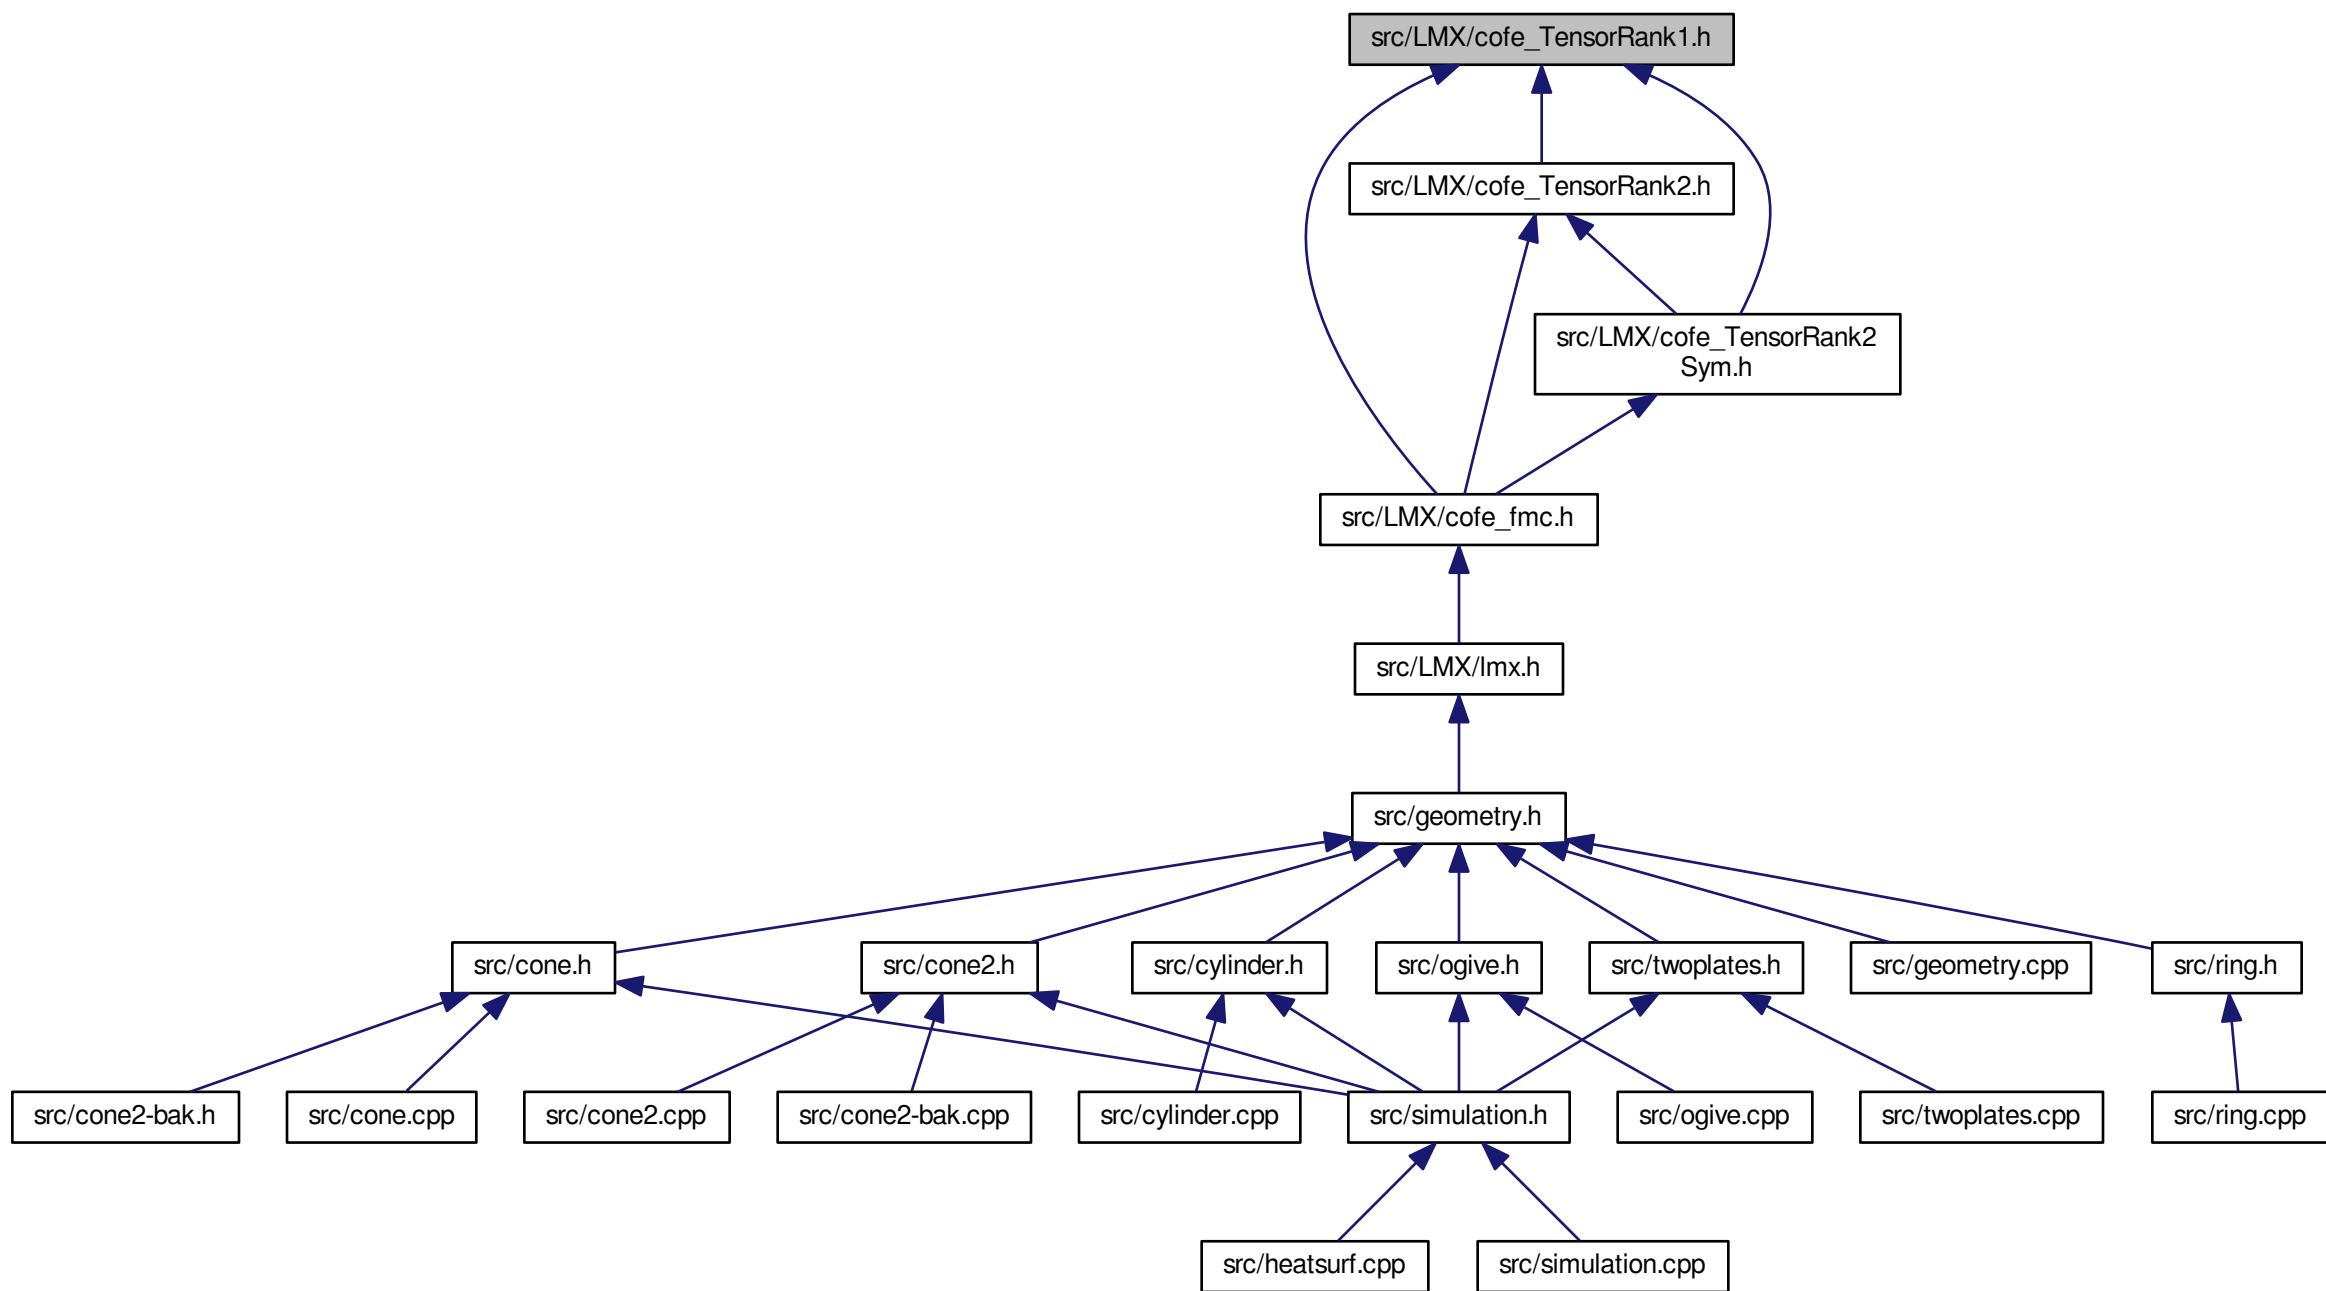 src/LMX/cofe_TensorRank1.h
src/LMX/cofe_TensorRank2.h
src/LMX/cofe_TensorRank2
Sym.h
src/LMX/cofe_fmc.h
src/LMX/lmx.h
src/geometry.h
src/cone.h
src/cone2.h
src/cylinder.h
src/ogive.h
src/twoplates.h
src/geometry.cpp
src/ring.h
src/cone2-bak.h
src/cone.cpp
src/cone2.cpp
src/cone2-bak.cpp
src/cylinder.cpp
src/simulation.h
src/ogive.cpp
src/twoplates.cpp
src/ring.cpp
src/heatsurf.cpp
src/simulation.cpp